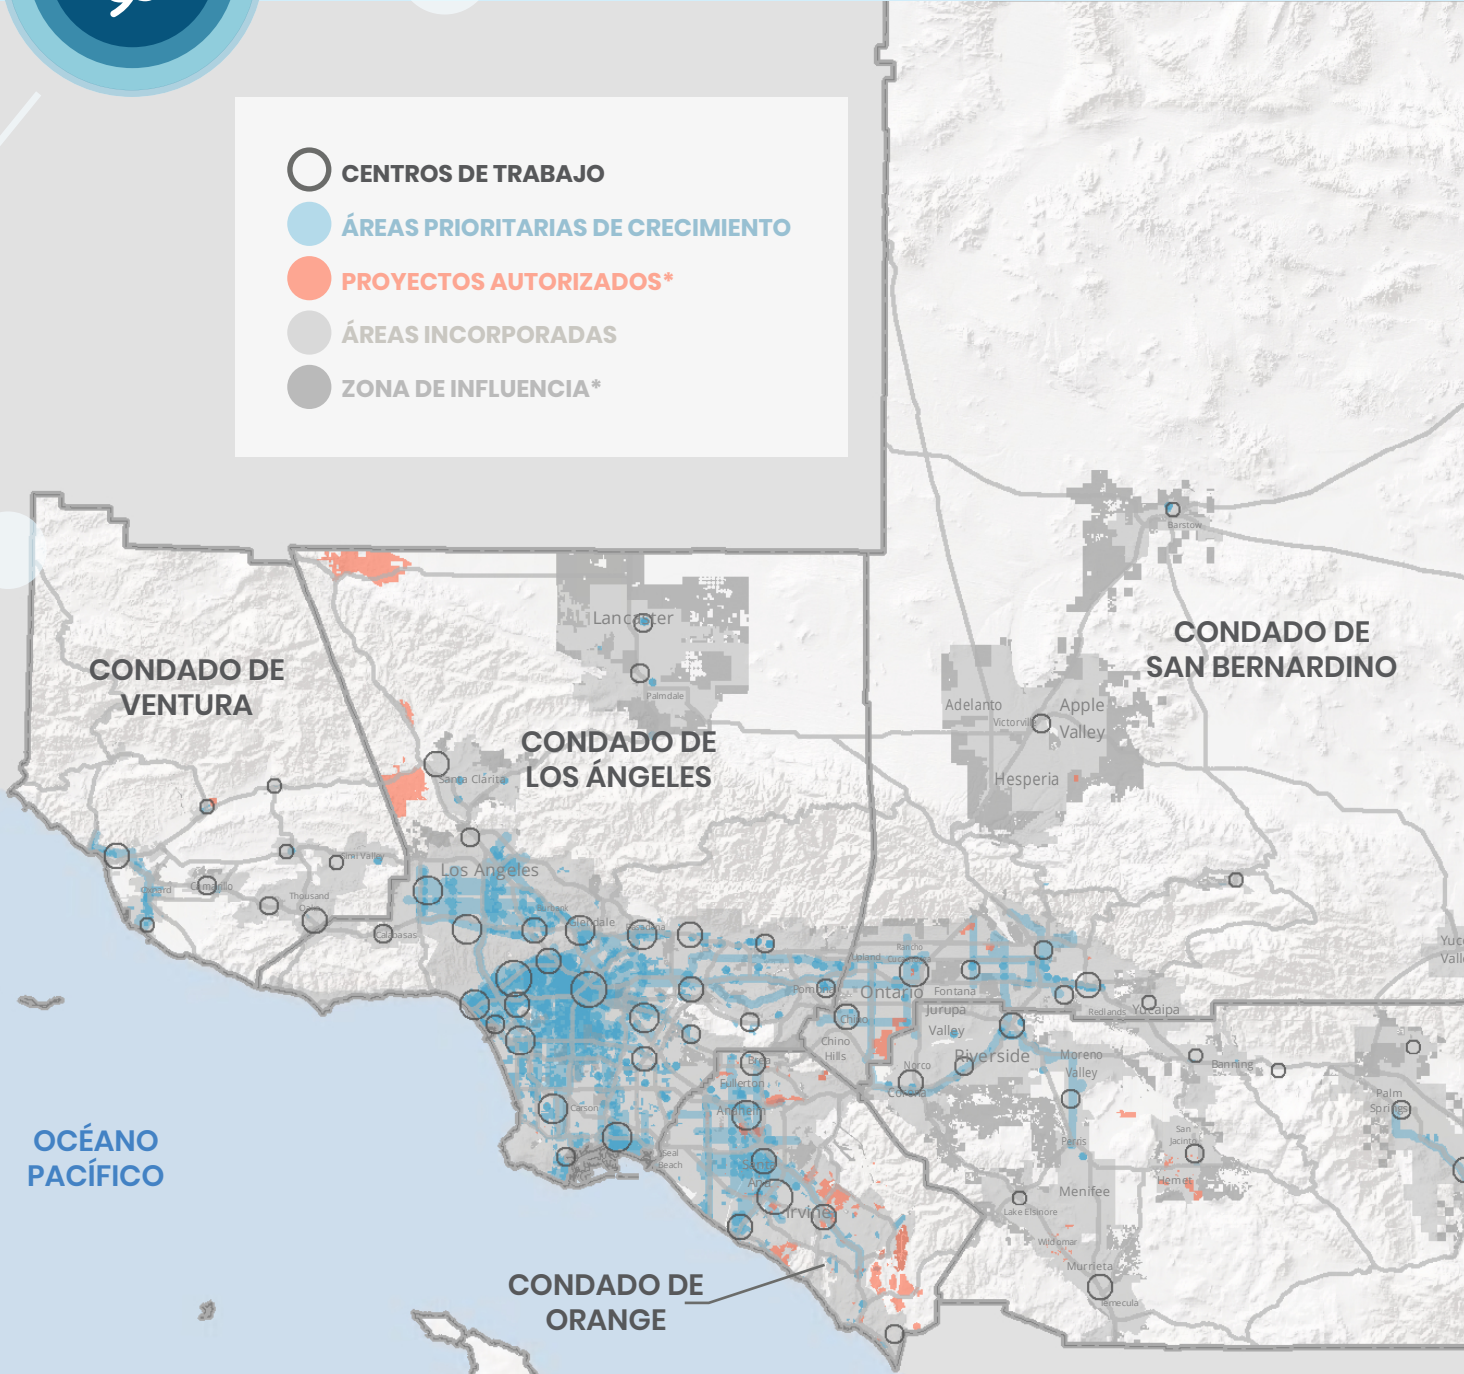 CENTROS DE TRABAJO
ÁREAS PRIORITARIAS DE CRECIMIENTO
PROYECTOS AUTORIZADOS*
ÁREAS INCORPORADAS
ZONA DE INFLUENCIA*
Barstow
Lancaster
CONDADO DE
SAN BERNARDINO
CONDADO DE
VENTURA
Palmdale
Adelanto
Apple
Valley
Victorville
CONDADO DE
LOS ÁNGELES
Santa Clarita
Hesperia
Simi Valley
Los Angeles
Oxnard
Camarillo
Thousand
Oaks
Burbank
Glendale
Pasadena
Calabasas
Upland
Rancho
Yucca
Valley
Pomona
Ontario
Fontana
Chino
Jurupa
Valley
Redlands
Yucaipa
Chino
Hills
Riverside
Moreno
Valley
Banning
Brea
Norco
Corona
Fullerton
Anaheim
Carson
Palm
Springs
Seal
Beach
Perris
San
Jacinto
OCÉANO
PACÍFICO
Santa
Ana
Hemet
Menifee
Irvine
Lake Elsinore
Wildomar
Murrieta
Temecula
CONDADO DE
ORANGE